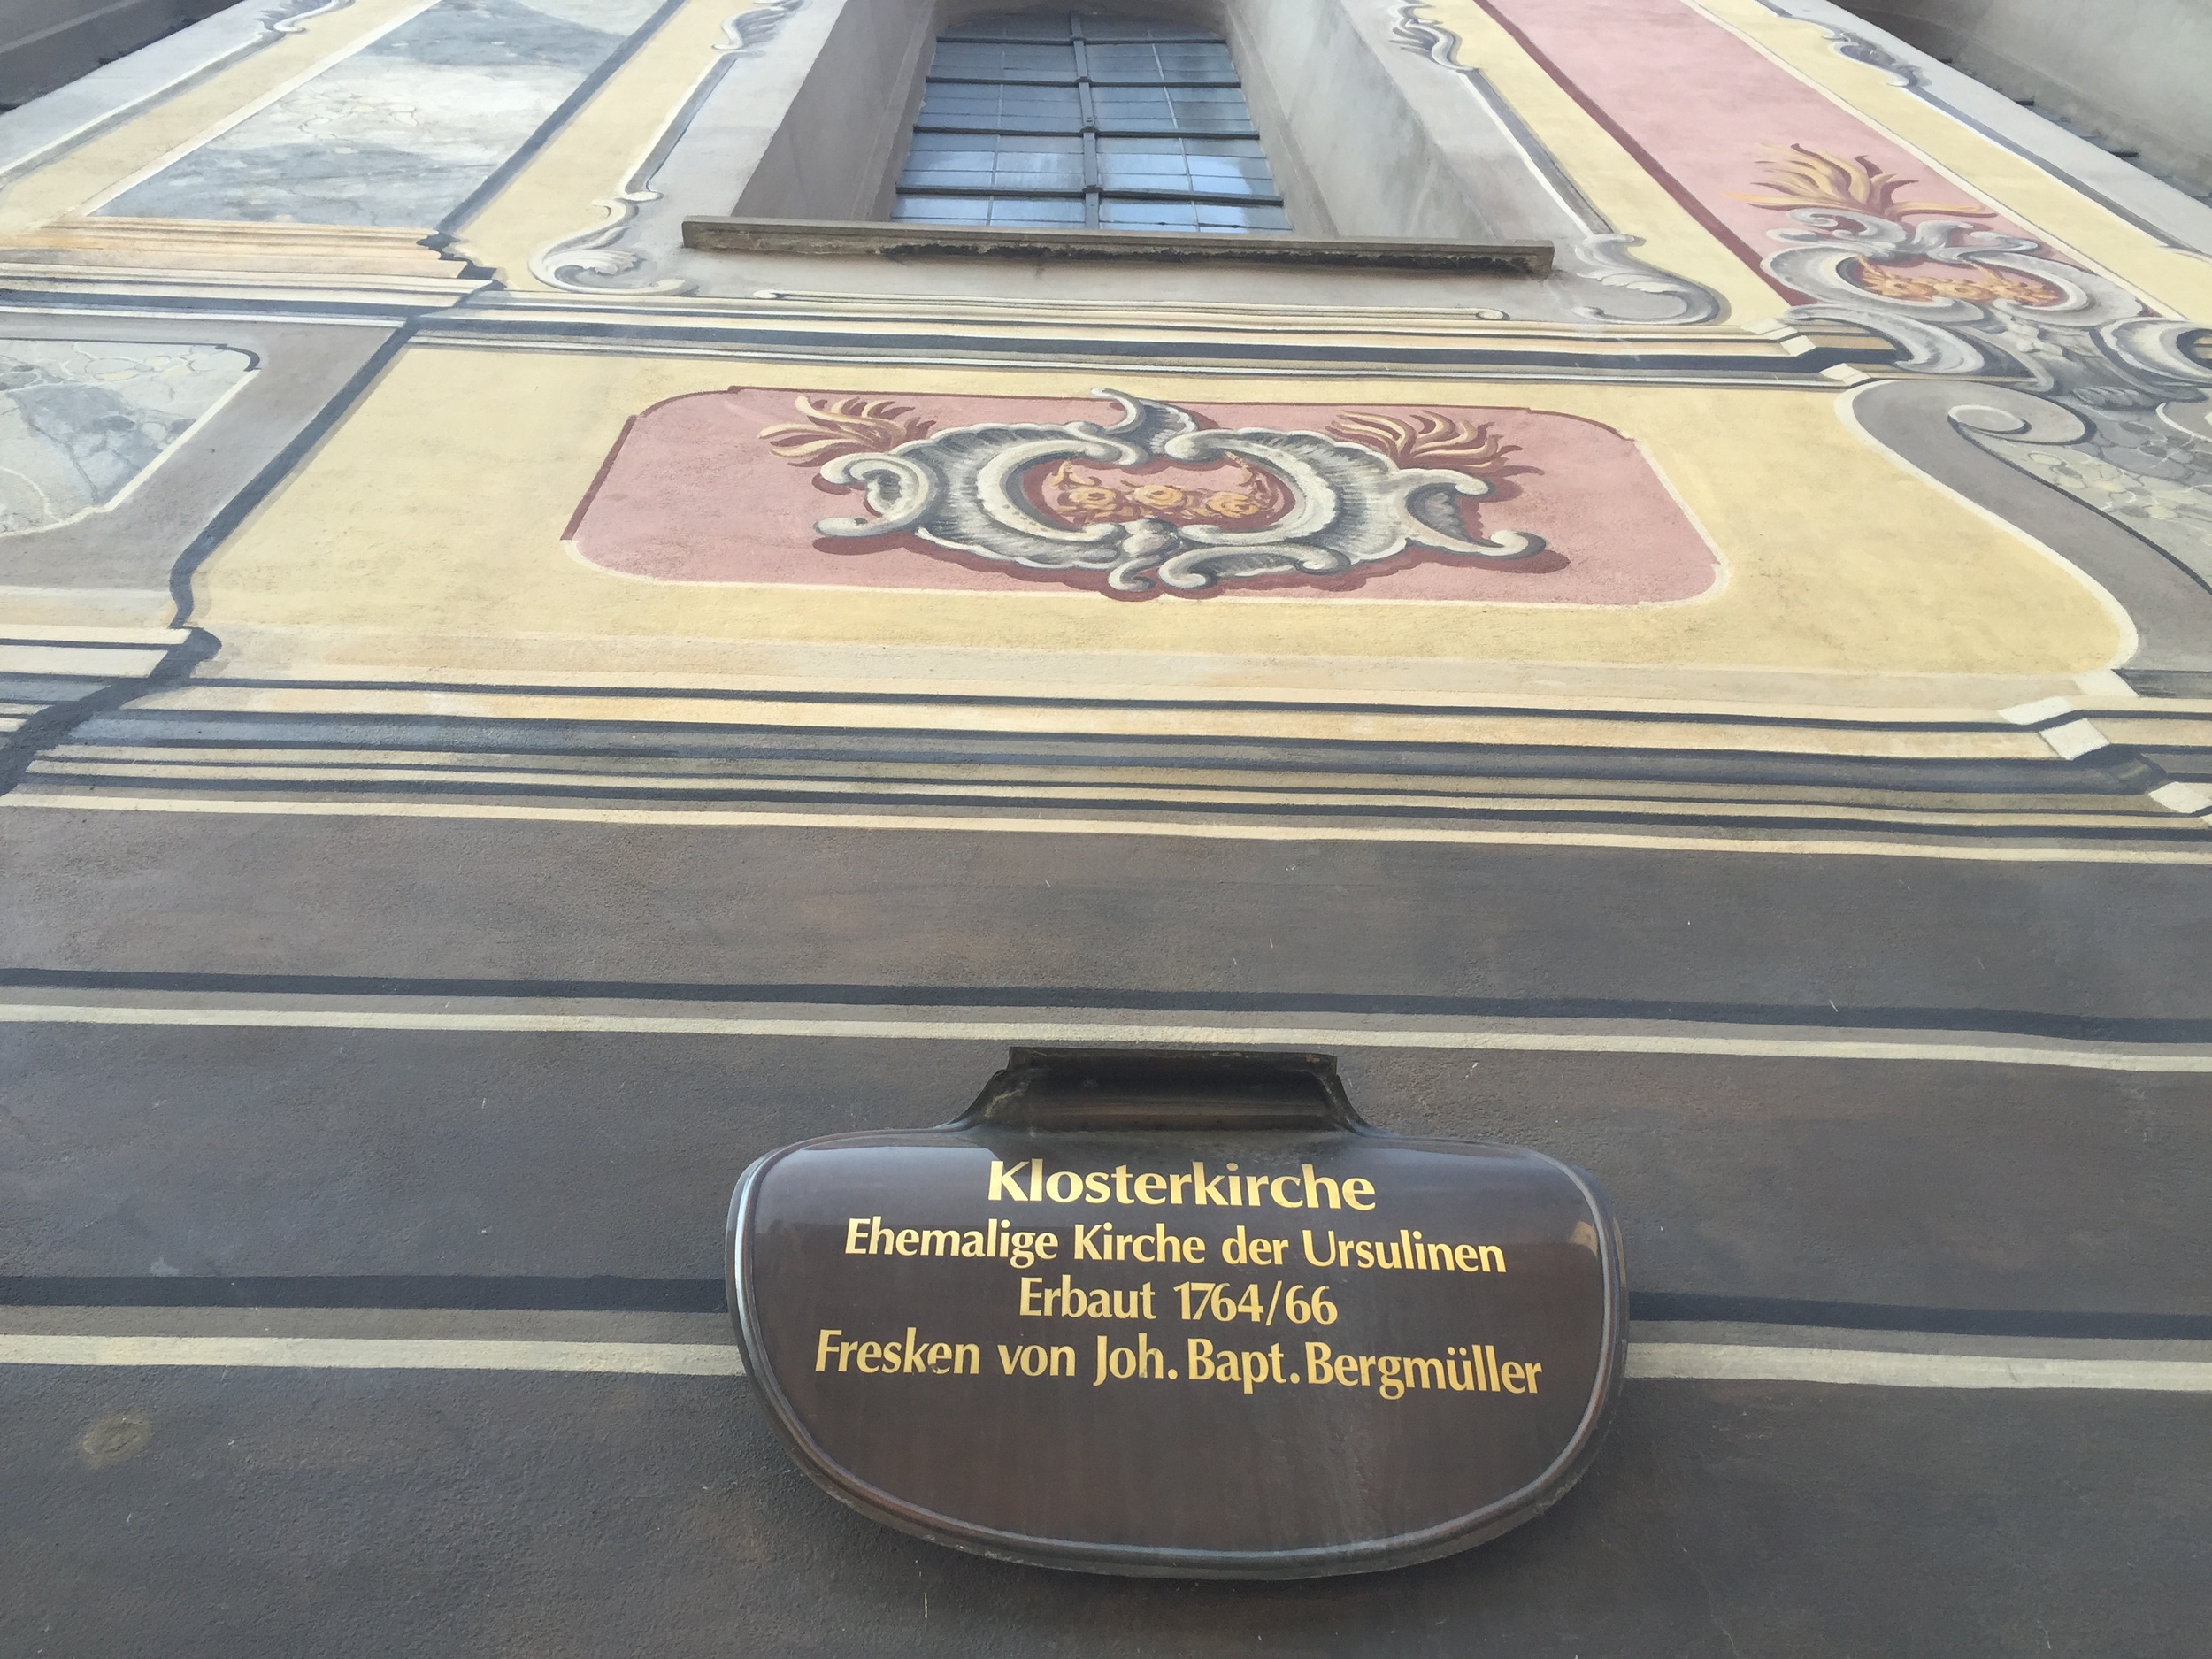 Klosterkirche
Ehemalige Kirche der Ursulinen
Erbaut 1764/66
Fresken von Joh. Bapt. Bergmüller